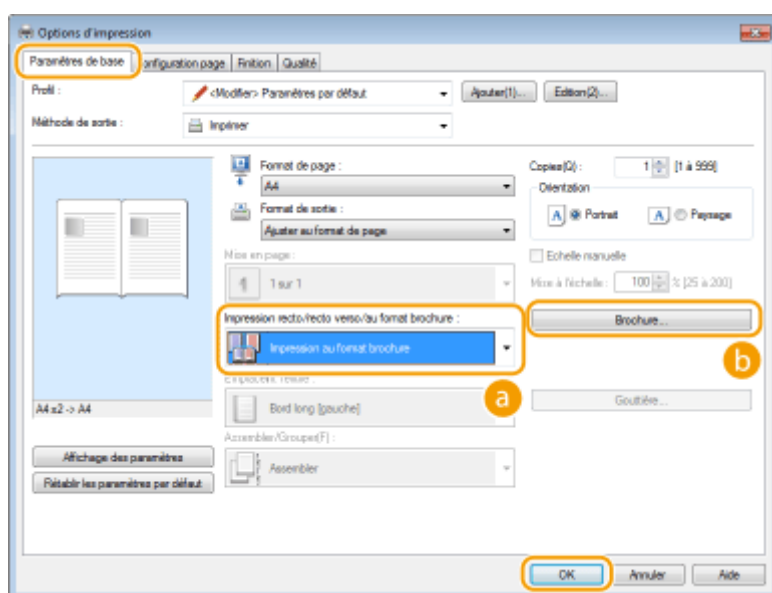 Options d'impression
Paramètres de base
Configuration page
Finition
Qualité
Profil :
<Modifier> Paramètres par défaut
Ajouter(1)...
Edition(2)...
Méthode de sortie :
Imprimer
Format de page :
A4
Format de sortie :
Ajuster au format de page
Copies(Q) :
1
[1 à 999]
Orientation
A
Portrait
A
Paysage
Mise en page :
1 sur 1
Echelle manuelle
Mise à l'échelle :
100
% [25 à 200]
Impression recto/recto verso/au format brochure :
Impression au format brochure
Brochure...
a
b
Emplacent reliure :
Bord long [gauche]
Gouttière...
A4 x2 -> A4
Assembler/Grouper(F) :
Assembler
Affichage des paramètres
Rétablir les paramètres par défaut
OK
Annuler
Aide